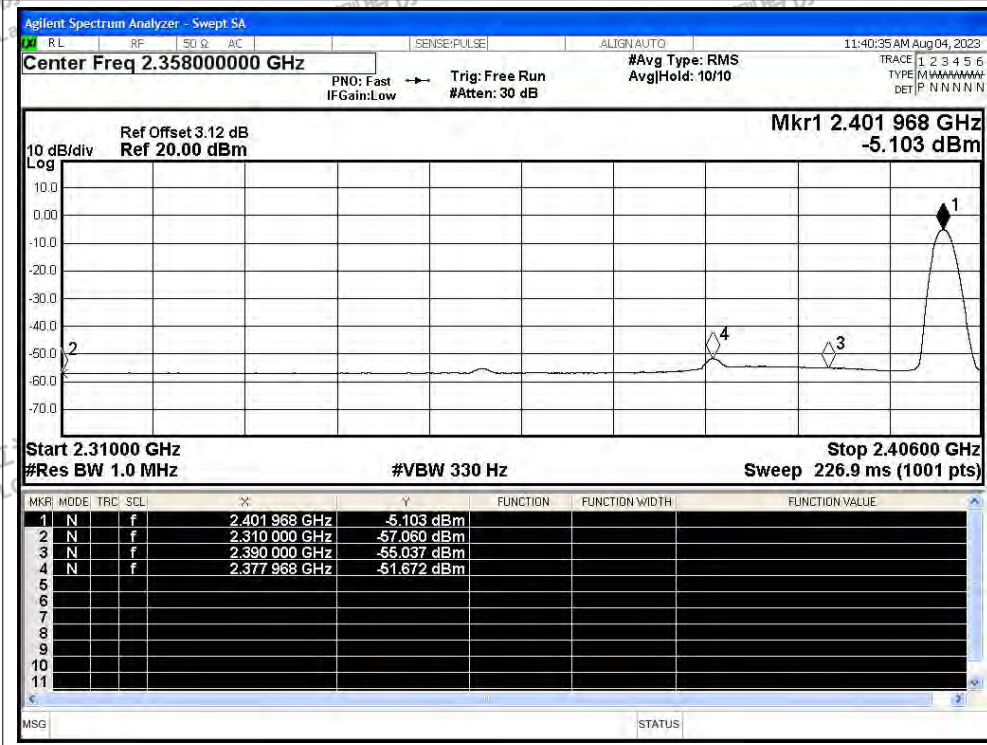 Agilent Spectrum Analyzer - Swept SA
LXI RL RF 50 Ω AC SENSE:PULSE ALIGN AUTO 11:40:35 AM Aug 04, 2023
Center Freq 2.358000000 GHz #Avg Type: RMS TRACE 1 2 3 4 5 6
PNO: Fast Trig: Free Run Avg|Hold: 10/10 TYPE M
IFGain:Low #Atten: 30 dB DET P N N N N N
Mkr1 2.401 968 GHz
Ref Offset 3.12 dB -5.103 dBm
10 dB/div Ref 20.00 dBm
Log
10.0
0.00
1
-10.0
-20.0
-30.0
-40.0
4
-50.0 2 3
-60.0
-70.0
Start 2.31000 GHz Stop 2.40600 GHz
#Res BW 1.0 MHz #VBW 330 Hz Sweep 226.9 ms (1001 pts)
MKR MODE TRC SCL X Y FUNCTION FUNCTION WIDTH FUNCTION VALUE
1 N f 2.401 968 GHz -5.103 dBm
2 N f 2.310 000 GHz -57.060 dBm
3 N f 2.390 000 GHz -55.037 dBm
4 N f 2.377 968 GHz -51.672 dBm
5
6
7
8
9
10
11
MSG STATUS